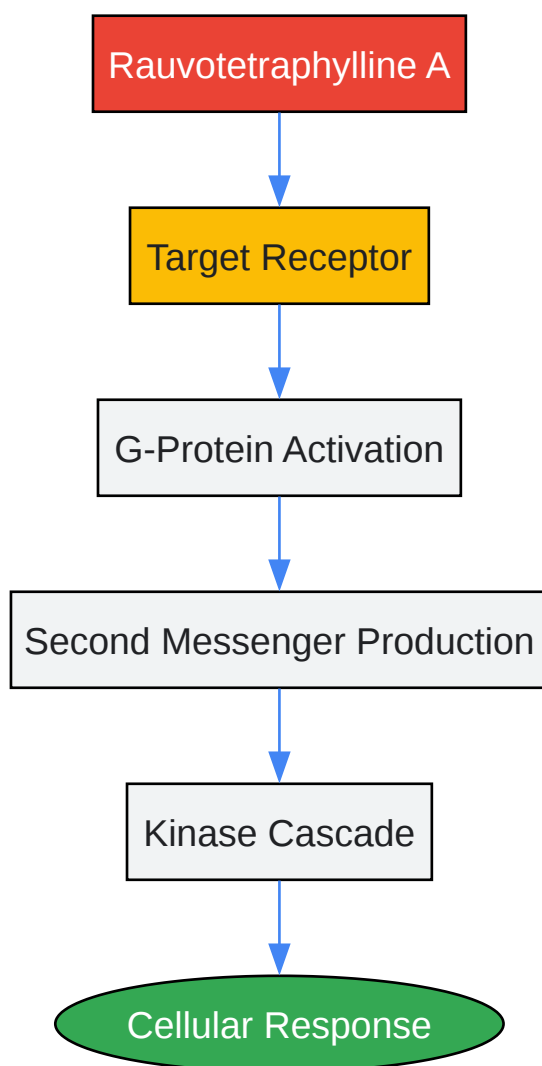 Rauvotetraphylline A
Target Receptor
G-Protein Activation
Second Messenger Production
Kinase Cascade
Cellular Response